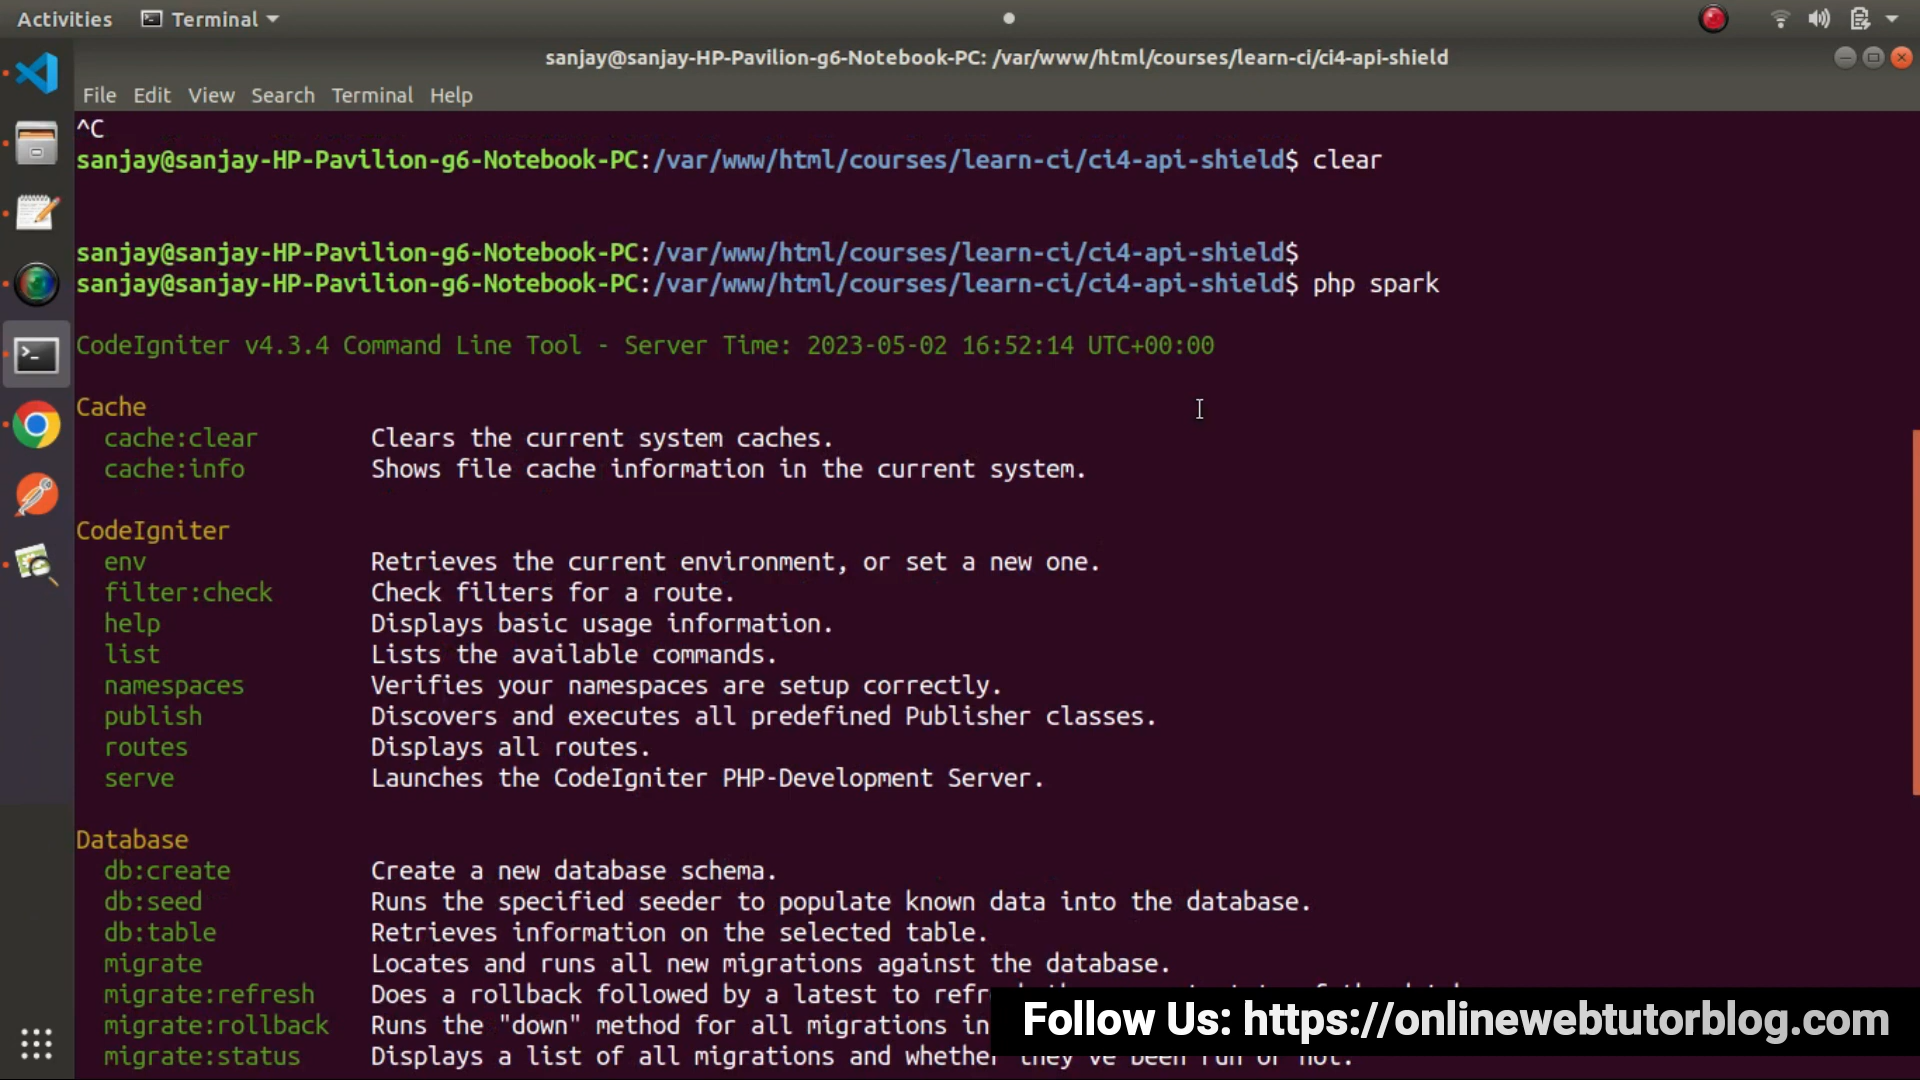 Activities Terminal
sanjay@sanjay-HP-Pavilion-g6-Notebook-PC: /var/www/html/courses/learn-ci/ci4-api-shield
File Edit View Search Terminal Help
^C
sanjay@sanjay-HP-Pavilion-g6-Notebook-PC:/var/www/html/courses/learn-ci/ci4-api-shield$ clear
sanjay@sanjay-HP-Pavilion-g6-Notebook-PC:/var/www/html/courses/learn-ci/ci4-api-shield$
sanjay@sanjay-HP-Pavilion-g6-Notebook-PC:/var/www/html/courses/learn-ci/ci4-api-shield$ php spark
CodeIgniter v4.3.4 Command Line Tool - Server Time: 2023-05-02 16:52:14 UTC+00:00
Cache
cache:clear Clears the current system caches.
cache:info Shows file cache information in the current system.
CodeIgniter
env Retrieves the current environment, or set a new one.
filter:check Check filters for a route.
help Displays basic usage information.
list Lists the available commands.
namespaces Verifies your namespaces are setup correctly.
publish Discovers and executes all predefined Publisher classes.
routes Displays all routes.
serve Launches the CodeIgniter PHP-Development Server.
Database
db:create Create a new database schema.
db:seed Runs the specified seeder to populate known data into the database.
db:table Retrieves information on the selected table.
migrate Locates and runs all new migrations against the database.
migrate:refresh Does a rollback followed by a latest to
migrate:rollback Runs the "down" method for all migrations in
migrate:status Displays a list of all migrations and whether they've been run or not.
Follow Us: https://onlinewebtutorblog.com